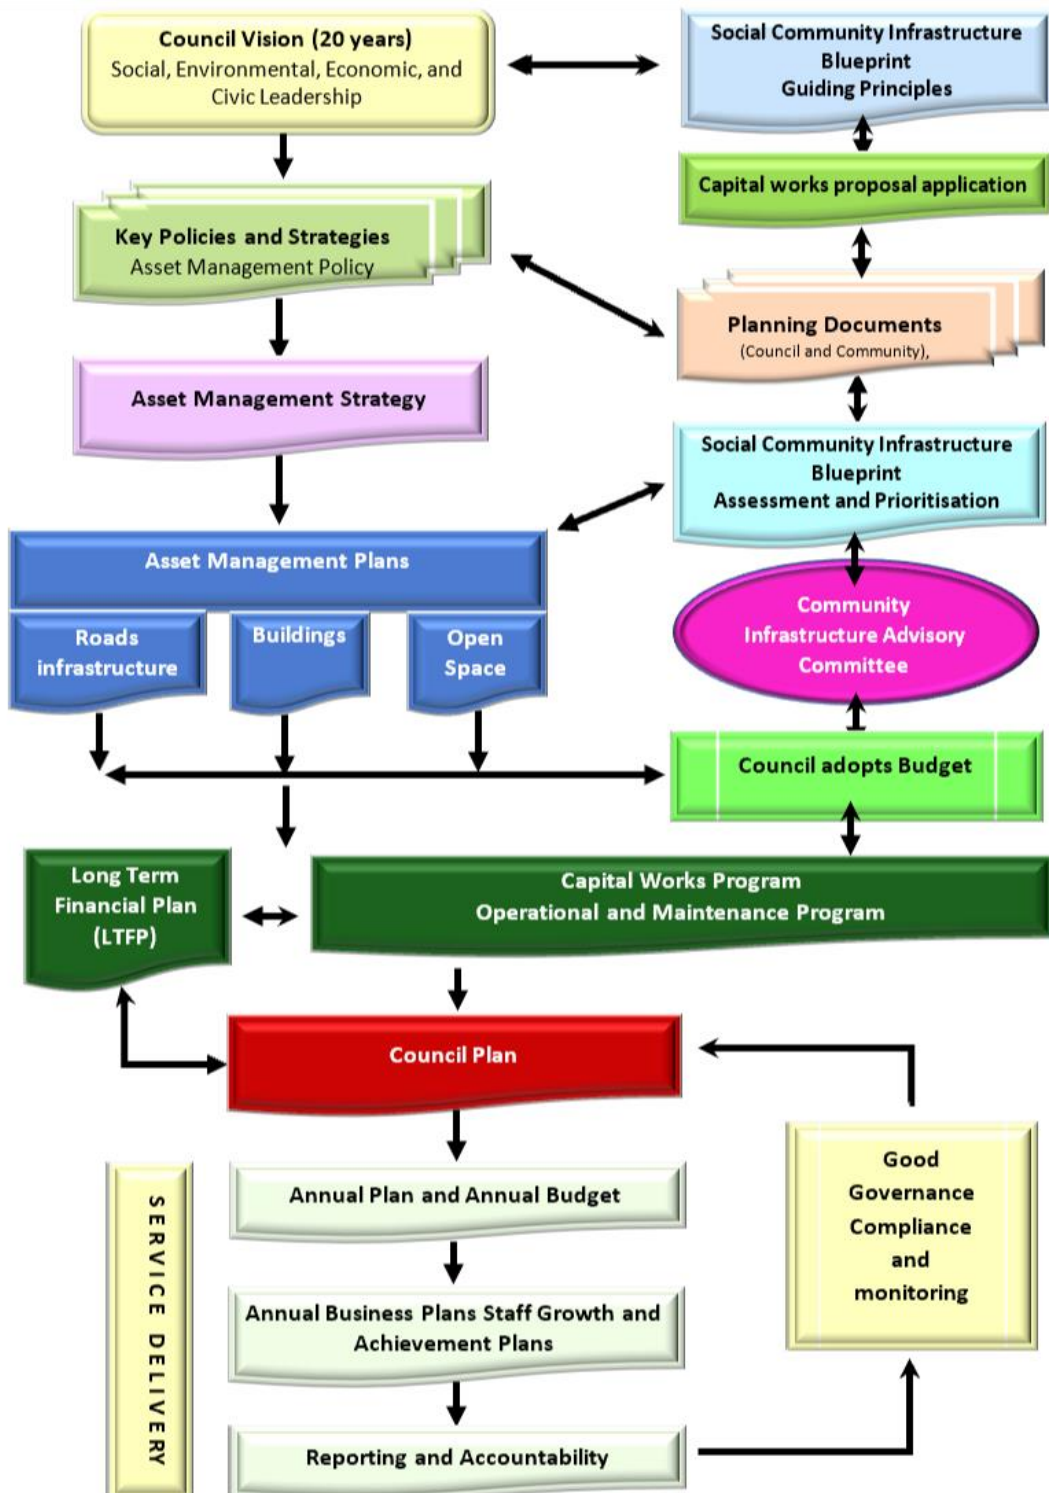 Council Vision (20 years)
Social, Environmental, Economic, and
Civic Leadership
Social Community Infrastructure
Blueprint
Guiding Principles
Capital works proposal application
Key Policies and Strategies
Asset Management Policy
Planning Documents
(Council and Community),
Asset Management Strategy
Social Community Infrastructure
Blueprint
Assessment and Prioritisation
Asset Management Plans
Roads
infrastructure
Buildings
Open
Space
Community
Infrastructure Advisory
Committee
Council adopts Budget
Long Term
Financial Plan
(LTFP)
Capital Works Program
Operational and Maintenance Program
Council Plan
Good
Governance
Compliance
and
monitoring
SERVICE DELIVERY
Annual Plan and Annual Budget
Annual Business Plans Staff Growth and
Achievement Plans
Reporting and Accountability